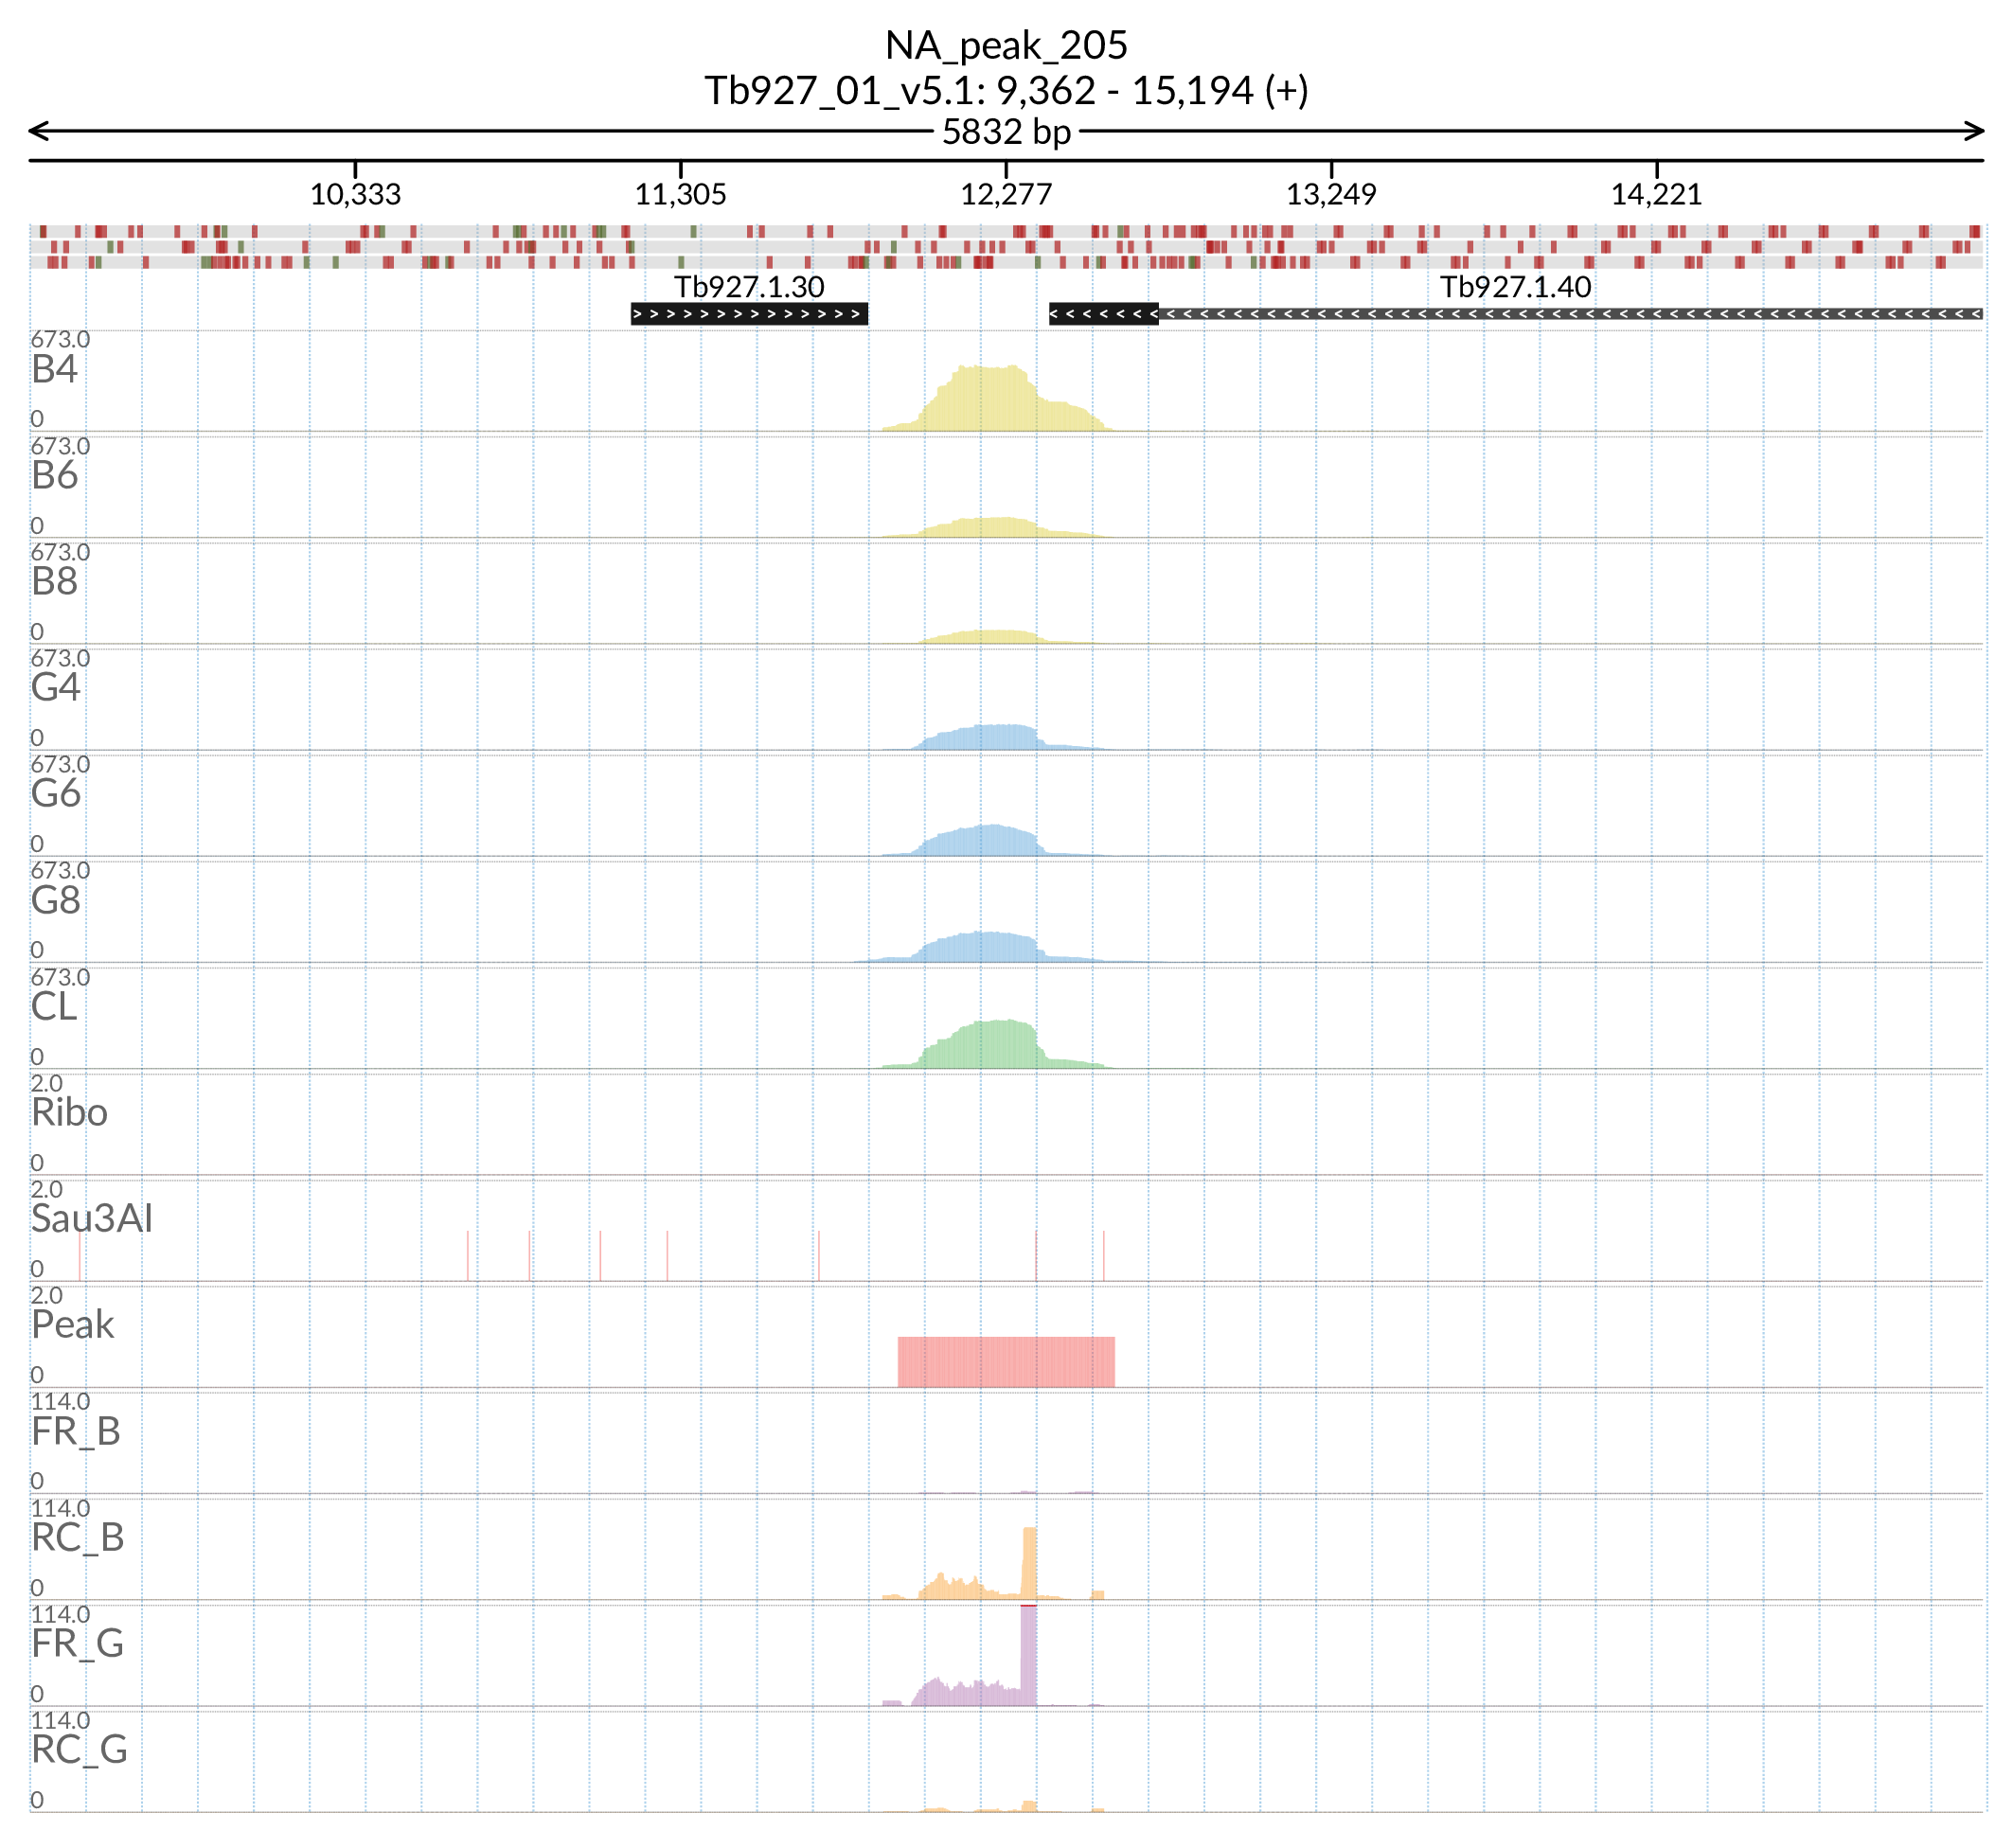 NA_peak_205
Tb927_01_v5.1: 9,362 - 15,194 (+)
5832 bp
10,333 11,305 12,277 13,249 14,221
Tb927.1.30 Tb927.1.40
673.0
B4
0
673.0
B6
0
673.0
B8
0
673.0
G4
0
673.0
G6
0
673.0
G8
0
673.0
CL
0
2.0
Ribo
0
2.0
Sau3AI
0
2.0
Peak
0
114.0
FR_B
0
114.0
RC_B
0
114.0
FR_G
0
114.0
RC_G
0